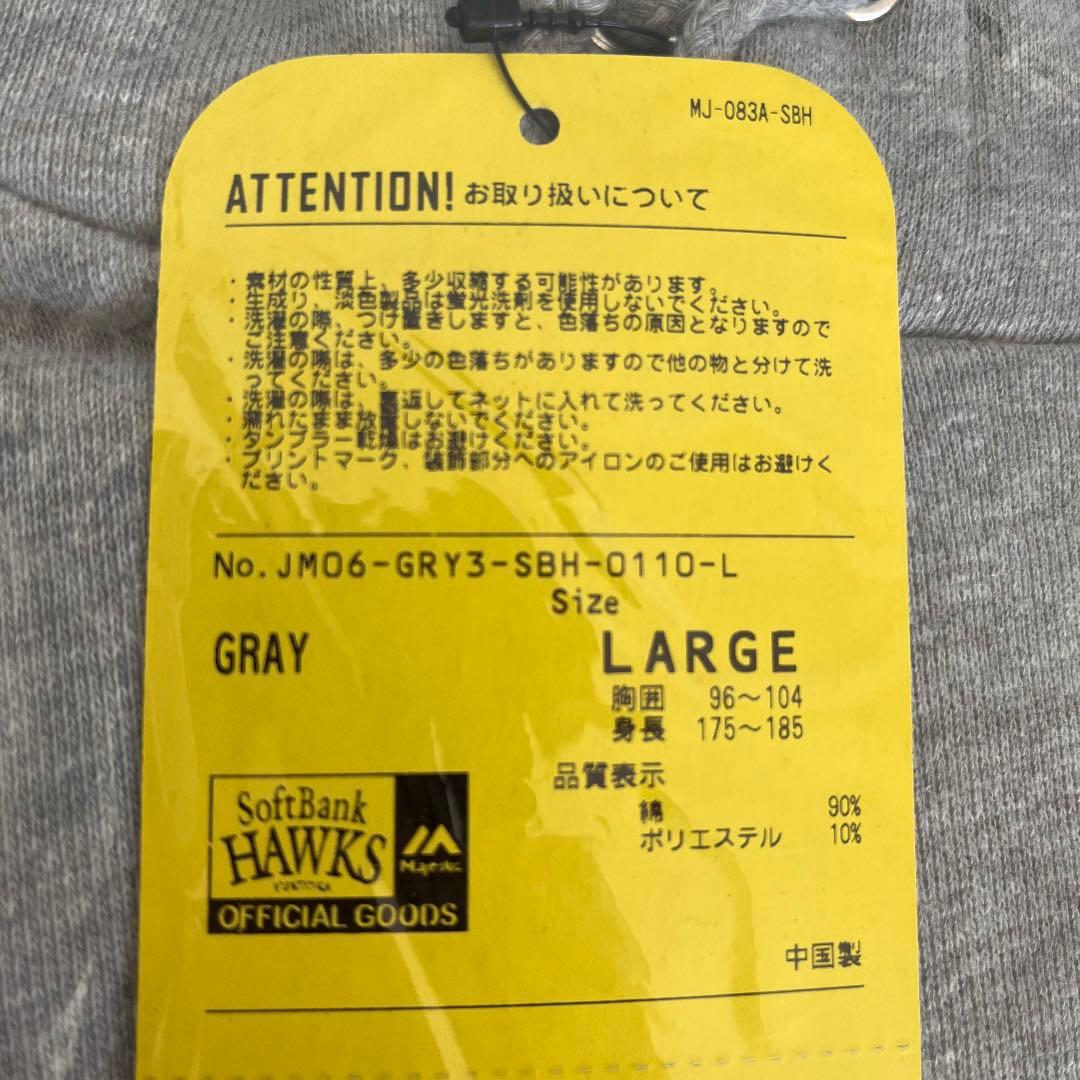 MJ-083A-SBH
ATTENTION! お取り扱いについて
・素材の性質上、多少収縮する可能性があります。
・生成り、淡色製品は蛍光洗剤を使用しないでください。
・洗濯の際、つけ置きしますと、色落ちの原因となりますので
ご注意ください。
・洗濯の際は、多少の色落ちがありますので他の物と分けて洗
ってください。
・洗濯の際は、裏返してネットに入れて洗ってください。
・濡れたまま放置しないでください。
・タンブラー乾燥はお避けください。
・プリントマーク、装飾部分へのアイロンのご使用はお避けく
ださい。
No.JM06-GRY3-SBH-0110-L
Size
GRAY LARGE
胸囲 96〜104
身長 175〜185
品質表示
綿 90%
ポリエステル 10%
SoftBank
HAWKS
Majestic
OFFICIAL GOODS
中国製